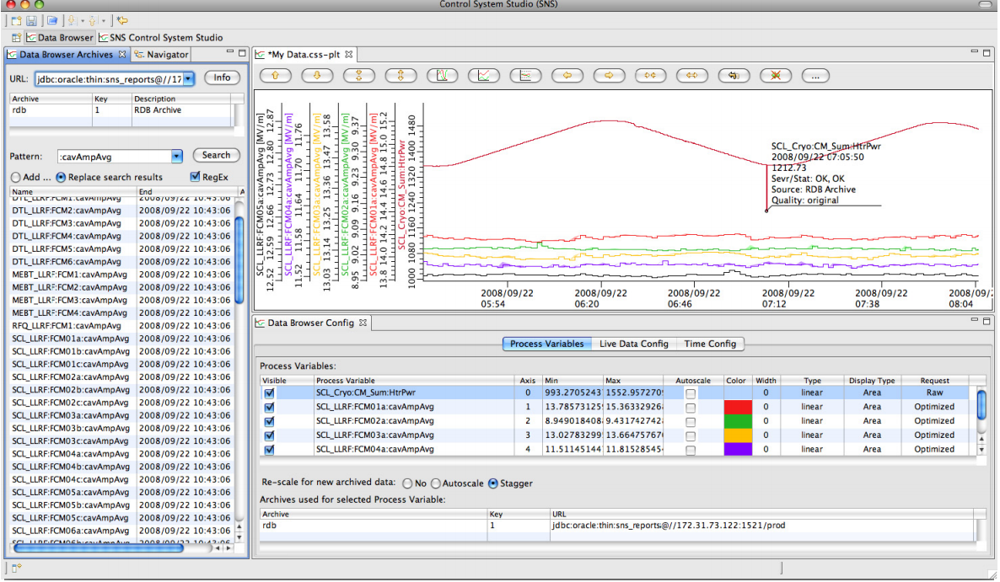 Control System Studio (SNS)
Data Browser SNS Control System Studio
Data Browser Archives Navigator
URL: jdbc:oracle:thin:sns_reports@//17 Info
Archive Key Description
rdb 1 RDB Archive
Pattern: :cavAmpAvg Search
Add ... Replace search results RegEx
Name End A
DTL_LLRF:FCM1:cavAmpAvg 2008/09/22 10:43:06
DTL_LLRF:FCM2:cavAmpAvg 2008/09/22 10:43:06
DTL_LLRF:FCM3:cavAmpAvg 2008/09/22 10:43:06
DTL_LLRF:FCM4:cavAmpAvg 2008/09/22 10:43:06
DTL_LLRF:FCM5:cavAmpAvg 2008/09/22 10:43:06
DTL_LLRF:FCM6:cavAmpAvg 2008/09/22 10:43:06
MEBT_LLRF:FCM1:cavAmpAvg 2008/09/22 10:43:06
MEBT_LLRF:FCM2:cavAmpAvg 2008/09/22 10:43:06
MEBT_LLRF:FCM3:cavAmpAvg 2008/09/22 10:43:06
MEBT_LLRF:FCM4:cavAmpAvg 2008/09/22 10:43:06
RFQ_LLRF:FCM1:cavAmpAvg 2008/09/22 10:43:06
SCL_LLRF:FCM01a:cavAmpAvg 2008/09/22 10:43:06
SCL_LLRF:FCM01b:cavAmpAvg 2008/09/22 10:43:06
SCL_LLRF:FCM01c:cavAmpAvg 2008/09/22 10:43:06
SCL_LLRF:FCM02a:cavAmpAvg 2008/09/22 10:43:06
SCL_LLRF:FCM02b:cavAmpAvg 2008/09/22 10:43:06
SCL_LLRF:FCM02c:cavAmpAvg 2008/09/22 10:43:06
SCL_LLRF:FCM03a:cavAmpAvg 2008/09/22 10:43:06
SCL_LLRF:FCM03b:cavAmpAvg 2008/09/22 10:43:06
SCL_LLRF:FCM03c:cavAmpAvg 2008/09/22 10:43:06
SCL_LLRF:FCM04a:cavAmpAvg 2008/09/22 10:43:06
SCL_LLRF:FCM04b:cavAmpAvg 2008/09/22 10:43:06
SCL_LLRF:FCM04c:cavAmpAvg 2008/09/22 10:43:06
SCL_LLRF:FCM05a:cavAmpAvg 2008/09/22 10:43:06
SCL_LLRF:FCM05b:cavAmpAvg 2008/09/22 10:43:06
SCL_LLRF:FCM05c:cavAmpAvg 2008/09/22 10:43:06
SCL_LLRF:FCM06a:cavAmpAvg 2008/09/22 10:43:06
SCL_LLRF:FCM06b:cavAmpAvg 2008/09/22 10:43:06
*My Data.css-plt
...
SCL_LLRF:FCM05a:cavAmpAvg [MV/m]
12.52 12.59 12.66 12.73 12.80 12.87
SCL_LLRF:FCM04a:cavAmpAvg [MV/m]
11.52 11.58 11.64 11.70 11.76
SCL_LLRF:FCM03a:cavAmpAvg [MV/m]
13.03 13.14 13.25 13.36 13.47 13.58
SCL_LLRF:FCM02a:cavAmpAvg [MV/m]
8.95 9.02 9.09 9.16 9.23 9.30 9.37
SCL_LLRF:FCM01a:cavAmpAvg [MV/m]
13.8 14.0 14.2 14.4 14.6 14.8 15.0 15.2
SCL_Cryo:CM_Sum:HtrPwr
1000 1080 1160 1240 1320 1400 1480
SCL_Cryo:CM_Sum:HtrPwr
2008/09/22 07:05:50
1212.73
Sevr/Stat: OK, OK
Source: RDB Archive
Quality: original
2008/09/22 2008/09/22 2008/09/22 2008/09/22 2008/09/22 2008/09/
05:54 06:20 06:46 07:12 07:38 08:04
Data Browser Config
Process Variables Live Data Config Time Config
Process Variables:
Visible Process Variable Axis Min Max Autoscale Color Width Type Display Type Request
SCL_Cryo:CM_Sum:HtrPwr 0 993.2705243 1552.957270 0 linear Area Raw
SCL_LLRF:FCM01a:cavAmpAvg 1 13.78573125 15.36332926 0 linear Area Optimized
SCL_LLRF:FCM02a:cavAmpAvg 2 8.949018408 9.431742742 0 linear Area Optimized
SCL_LLRF:FCM03a:cavAmpAvg 3 13.02783299 13.66475767 0 linear Area Optimized
SCL_LLRF:FCM04a:cavAmpAvg 4 11.51145144 11.81528545 0 linear Area Optimized
Re-scale for new archived data: No Autoscale Stagger
Archives used for selected Process Variable:
Archive Key URL
rdb 1 jdbc:oracle:thin:sns_reports@//172.31.73.122:1521/prod